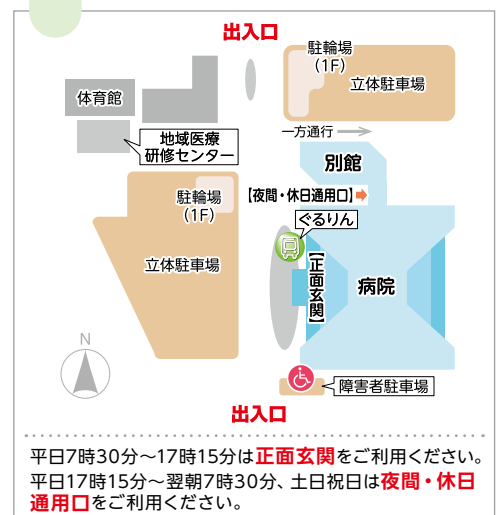 出入口
駐輪場
(1F)
立体駐車場
体育館
地域医療
研修センター
一方通行
別館
【夜間・休日通用口】
駐輪場
(1F)
ぐるりん
立体駐車場
【正面玄関】
病院
N
障害者駐車場
出入口
平日7時30分～17時15分は正面玄関をご利用ください。
平日17時15分～翌朝7時30分、土日祝日は夜間・休日
通用口をご利用ください。